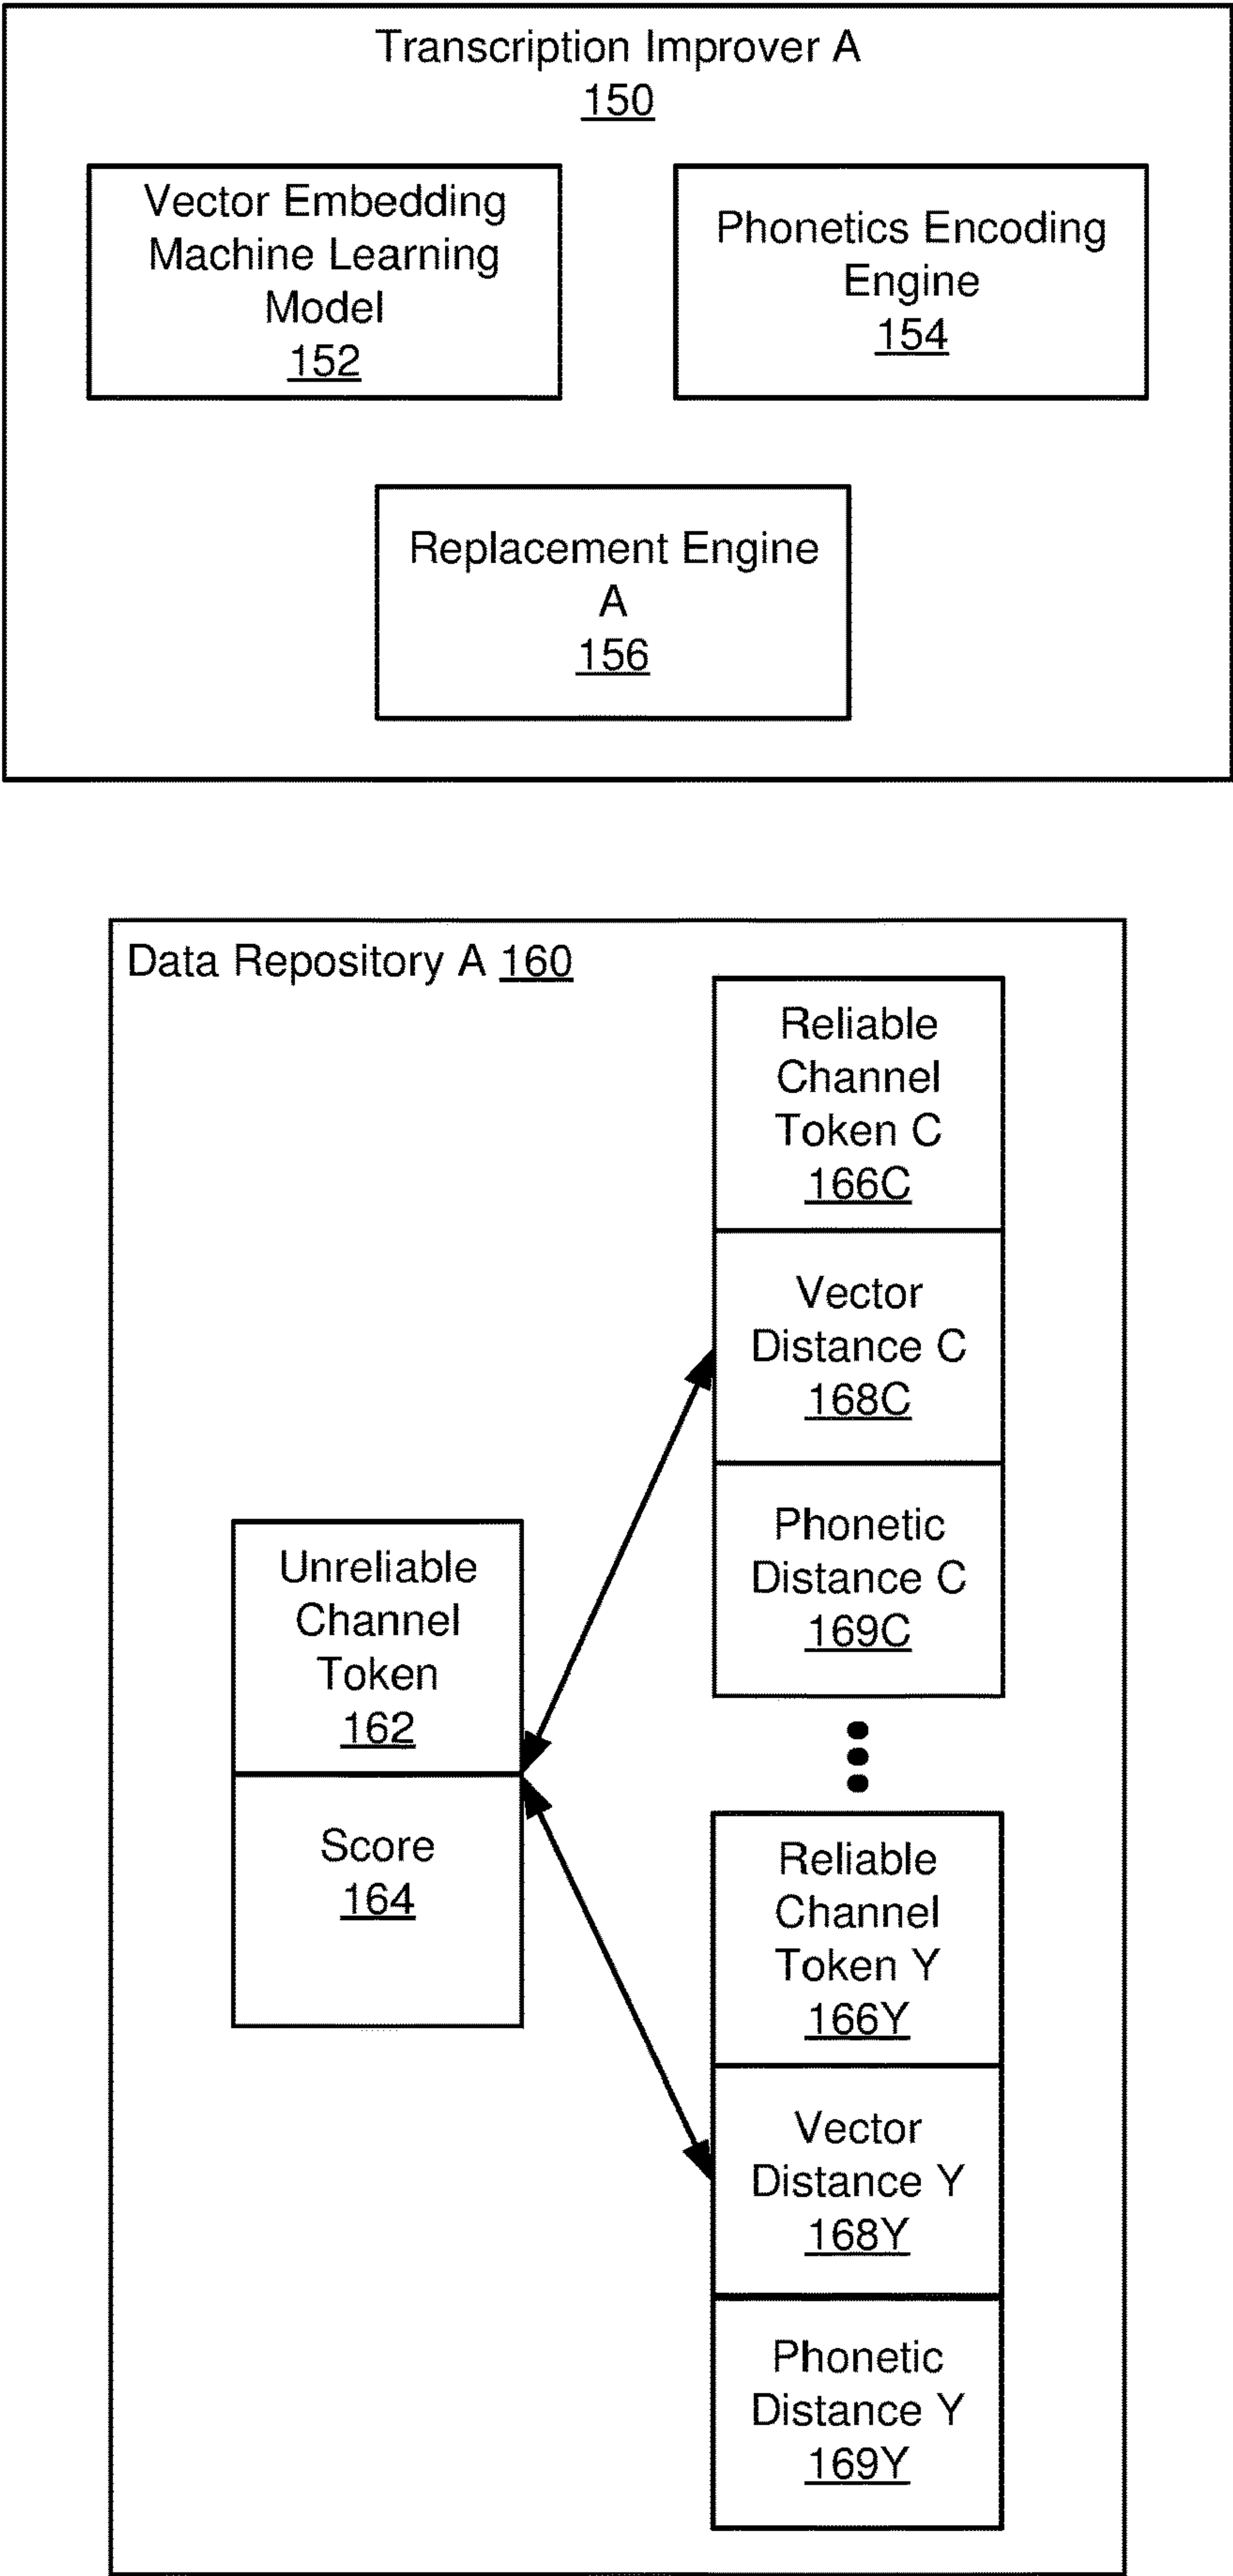 Transcription Improver A
150
Vector Embedding
Machine Learning
Model
152
Phonetics Encoding
Engine
154
Replacement Engine
A
156
Data Repository A 160
Reliable
Channel
Token C
166C
Vector
Distance C
168C
Phonetic
Distance C
169C
Unreliable
Channel
Token
162
Score
164
Reliable
Channel
Token Y
166Y
Vector
Distance Y
168Y
Phonetic
Distance Y
169Y